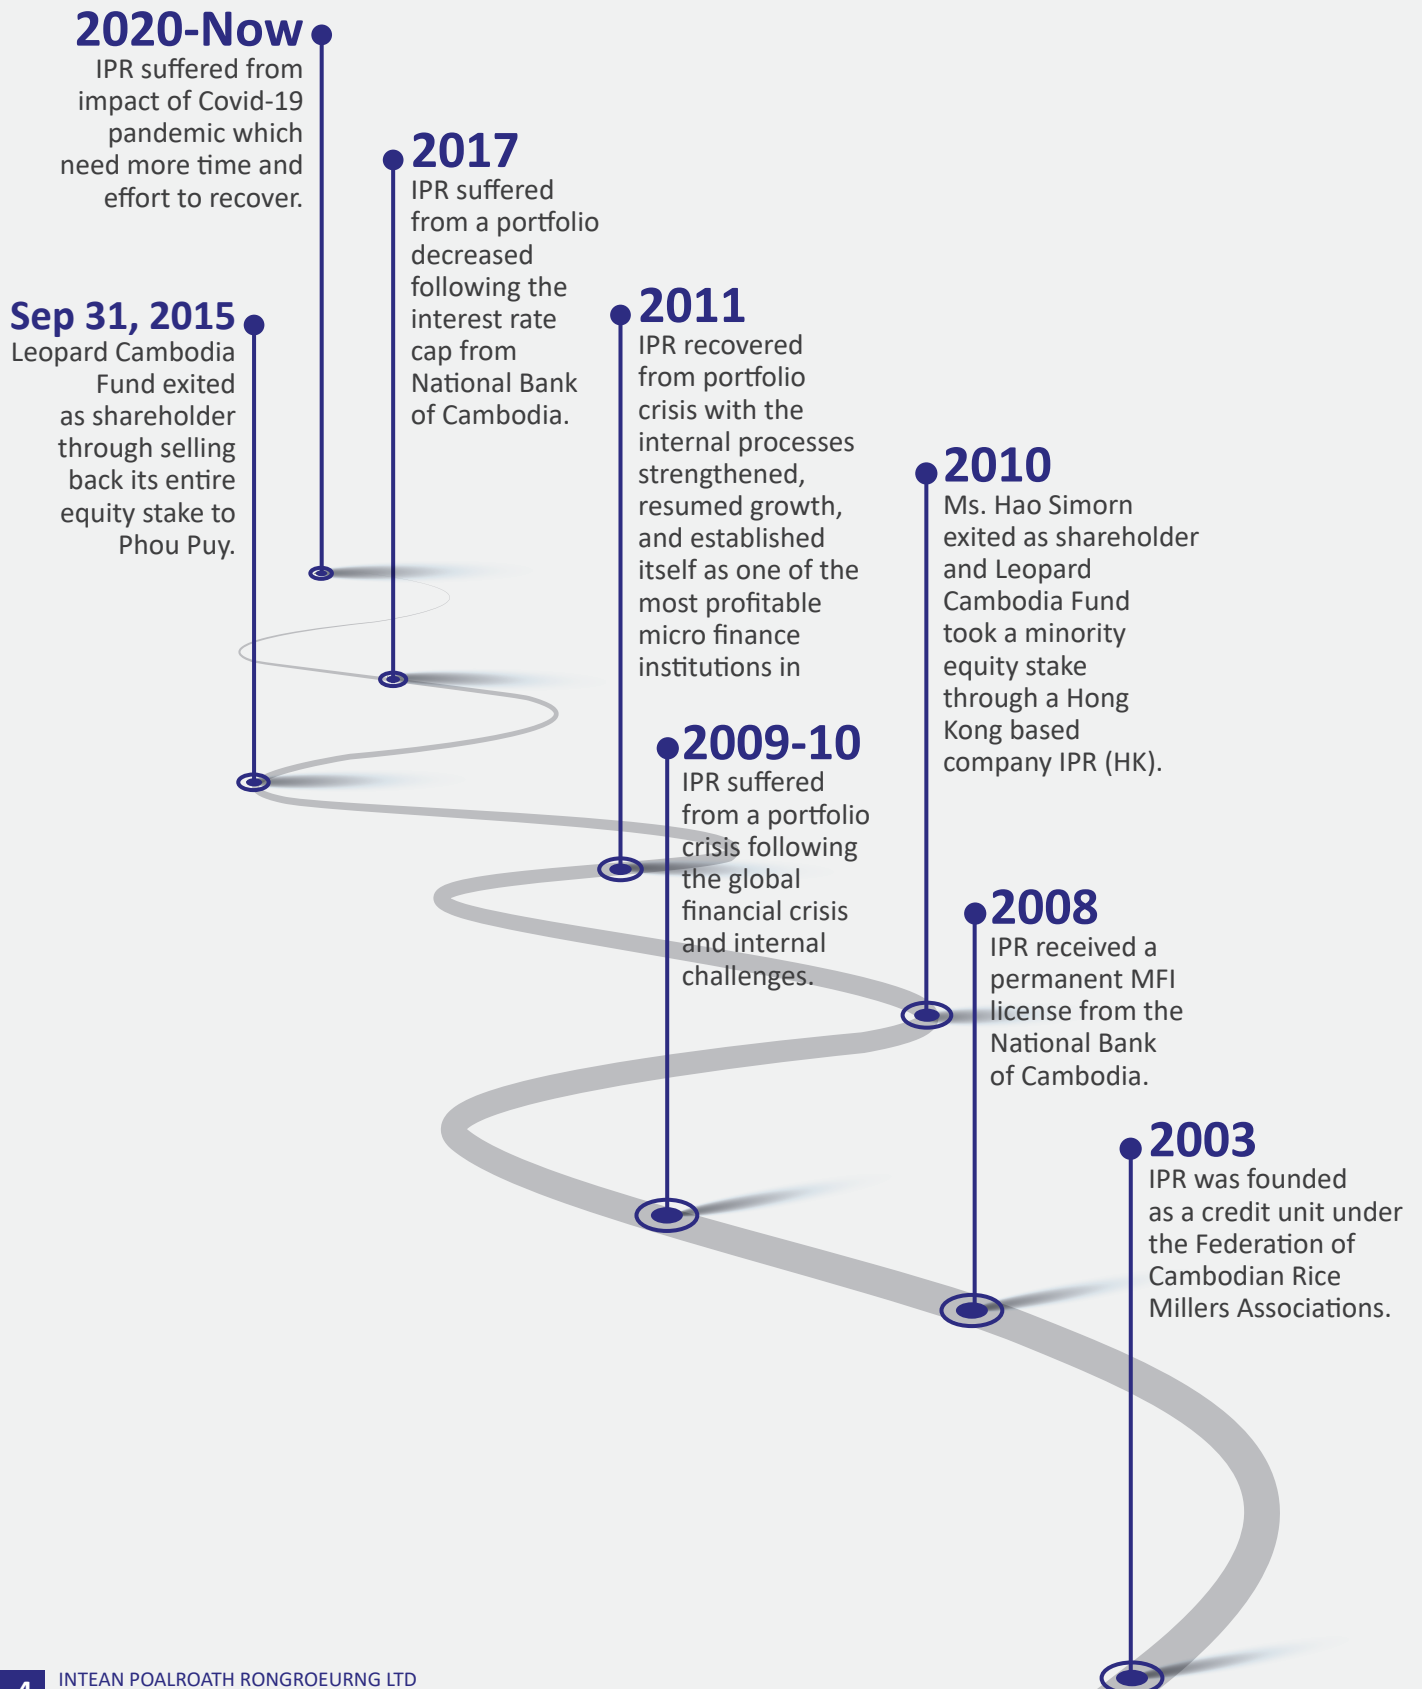 2020-Now
IPR suffered from
impact of Covid-19
pandemic which
need more time and
effort to recover.
2017
IPR suffered
from a portfolio
decreased
following the
interest rate
cap from
National Bank
of Cambodia.
Sep 31, 2015
Leopard Cambodia
Fund exited
as shareholder
through selling
back its entire
equity stake to
Phou Puy.
2011
IPR recovered
from portfolio
crisis with the
internal processes
strengthened,
resumed growth,
and established
itself as one of the
most profitable
micro finance
institutions in
2010
Ms. Hao Simorn
exited as shareholder
and Leopard
Cambodia Fund
took a minority
equity stake
through a Hong
Kong based
company IPR (HK).
2009-10
IPR suffered
from a portfolio
crisis following
the global
financial crisis
and internal
challenges.
2008
IPR received a
permanent MFI
license from the
National Bank
of Cambodia.
2003
IPR was founded
as a credit unit under
the Federation of
Cambodian Rice
Millers Associations.
4
INTEAN POALROATH RONGROEURNG LTD